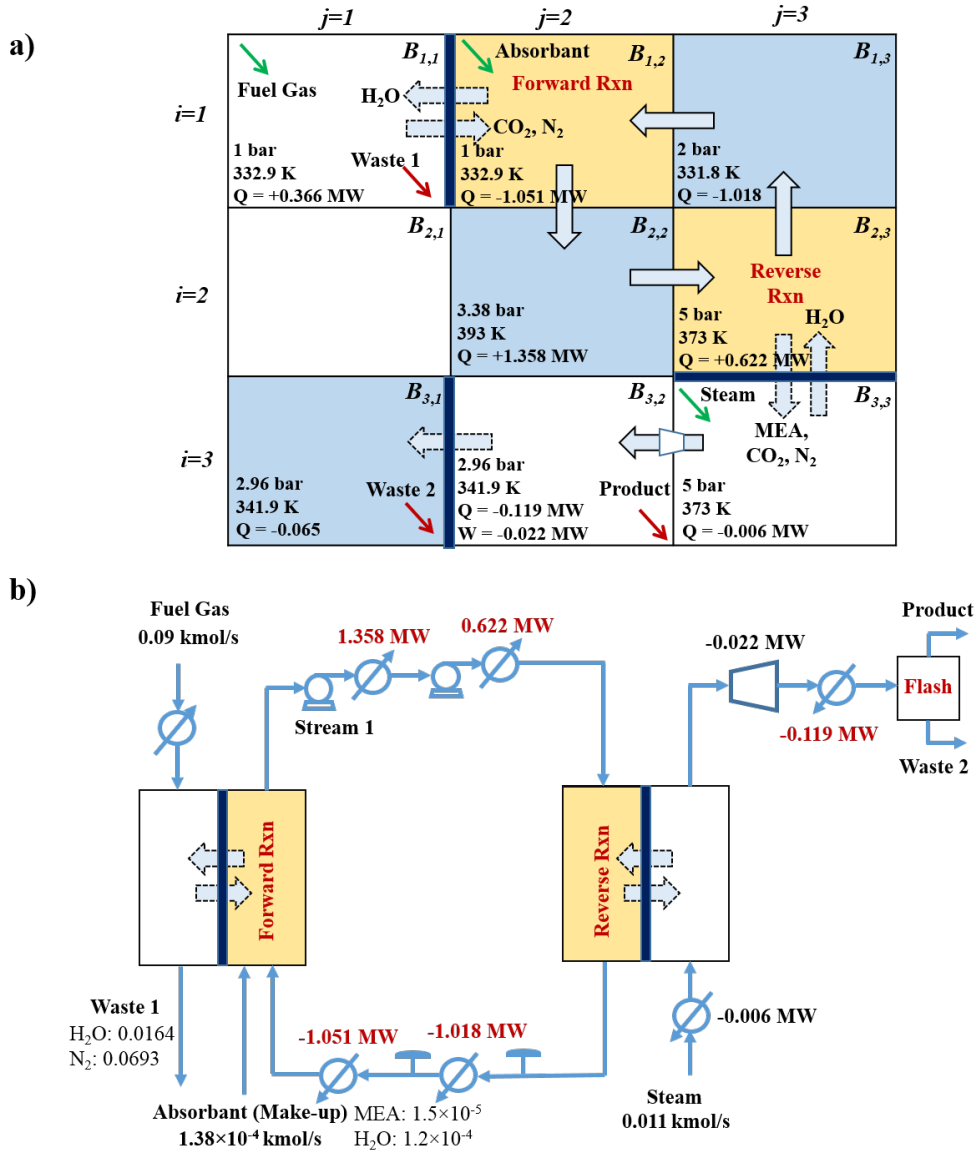 a)
j=1
j=2
j=3
i=1
i=2
i=3
B1,1
Fuel Gas
H2O
CO2, N2
1 bar
332.9 K
Q = +0.366 MW
Waste 1
B1,2
Absorbant
Forward Rxn
1 bar
332.9 K
Q = -1.051 MW
B1,3
2 bar
331.8 K
Q = -1.018
B2,1
B2,2
3.38 bar
393 K
Q = +1.358 MW
B2,3
Reverse
Rxn
H2O
5 bar
373 K
Q = +0.622 MW
B3,1
2.96 bar
341.9 K
Q = -0.065
Waste 2
B3,2
2.96 bar
341.9 K
Q = -0.119 MW
W = -0.022 MW
Product
B3,3
Steam
MEA,
CO2, N2
5 bar
373 K
Q = -0.006 MW
b)
Fuel Gas
0.09 kmol/s
1.358 MW
0.622 MW
Stream 1
-0.022 MW
-0.119 MW
Product
Flash
Waste 2
Forward Rxn
Reverse Rxn
Waste 1
H2O: 0.0164
N2: 0.0693
-1.051 MW
-1.018 MW
-0.006 MW
Absorbant (Make-up)
1.38×10-4 kmol/s
MEA: 1.5×10-5
H2O: 1.2×10-4
Steam
0.011 kmol/s